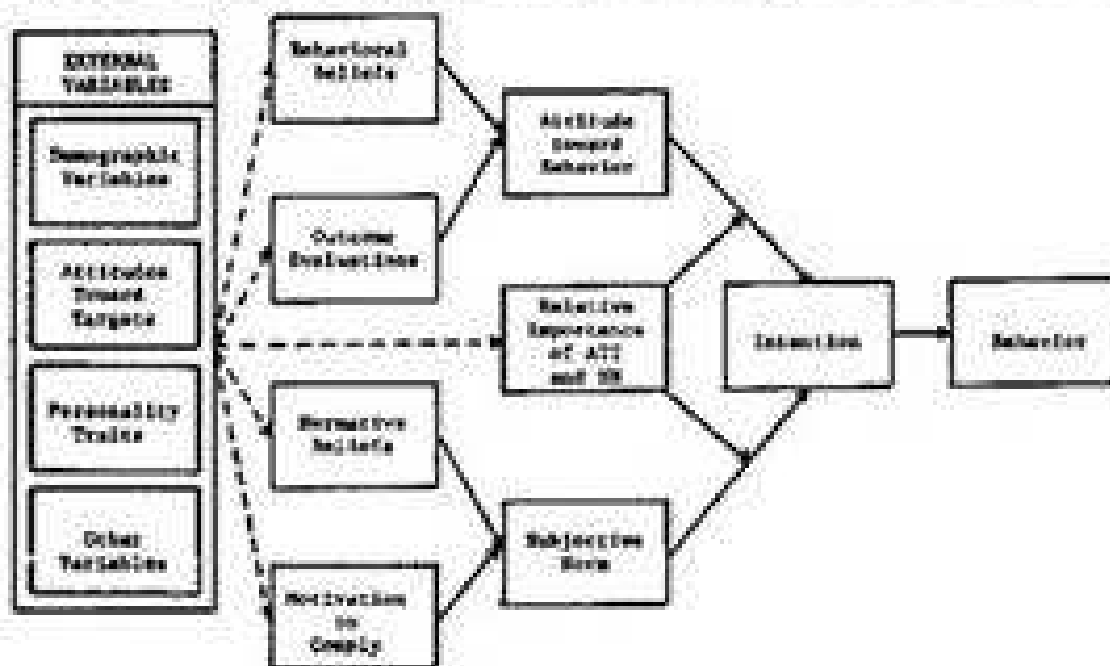 EXTERNAL
VARIABLES
Demographic
Variables
Attitudes
Toward
Targets
Personality
Traits
Other
Variables
Behavioral
Beliefs
Outcome
Evaluations
Normative
Beliefs
Motivation
to
Comply
Attitude
toward
Behavior
Relative
Importance
of ATT
and SN
Subjective
Norm
Intention
Behavior